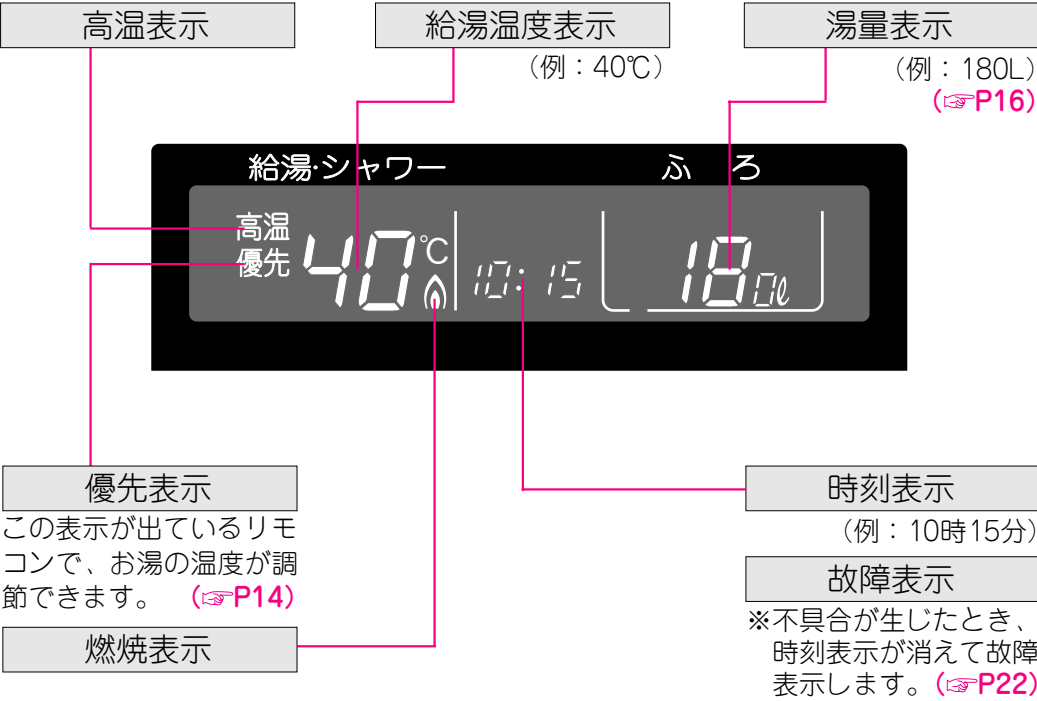 高温表示
給湯温度表示
(例：40℃)
湯量表示
(例：180L)
(☞P16)
給湯・シャワー
ふ ろ
高温
優先
40℃
10:15
180ℓ
優先表示
この表示が出ているリモ
コンで、お湯の温度が調
節できます。 (☞P14)
燃焼表示
時刻表示
(例：10時15分)
故障表示
※不具合が生じたとき、
時刻表示が消えて故障
表示します。(☞P22)